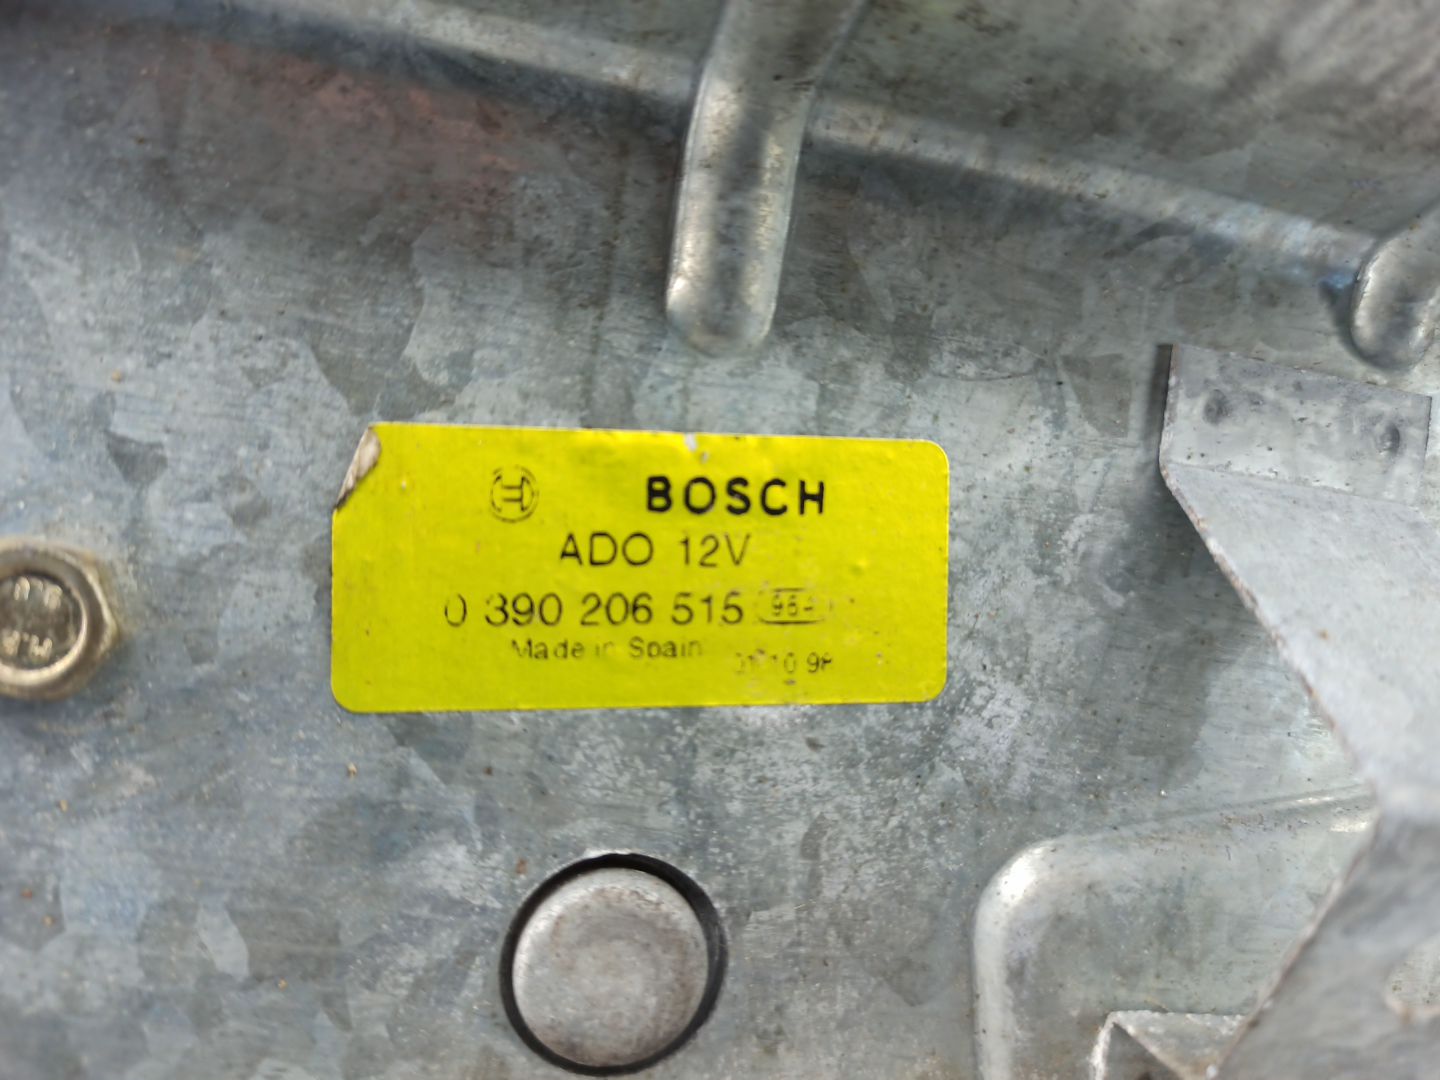 BOSCH
ADO 12V
0 390 206 515
Made in Spain